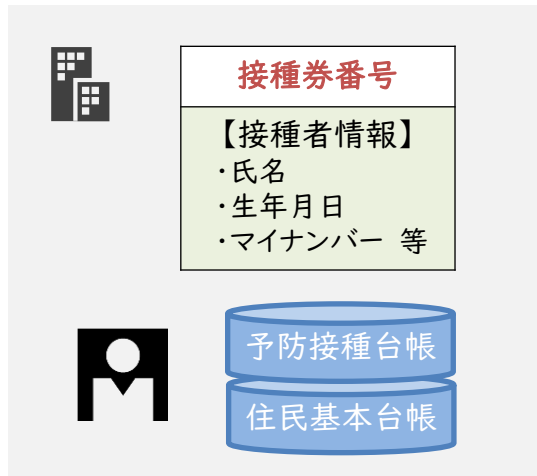 接種券番号
【接種者情報】
・氏名
・生年月日
・マイナンバー 等
予防接種台帳
住民基本台帳